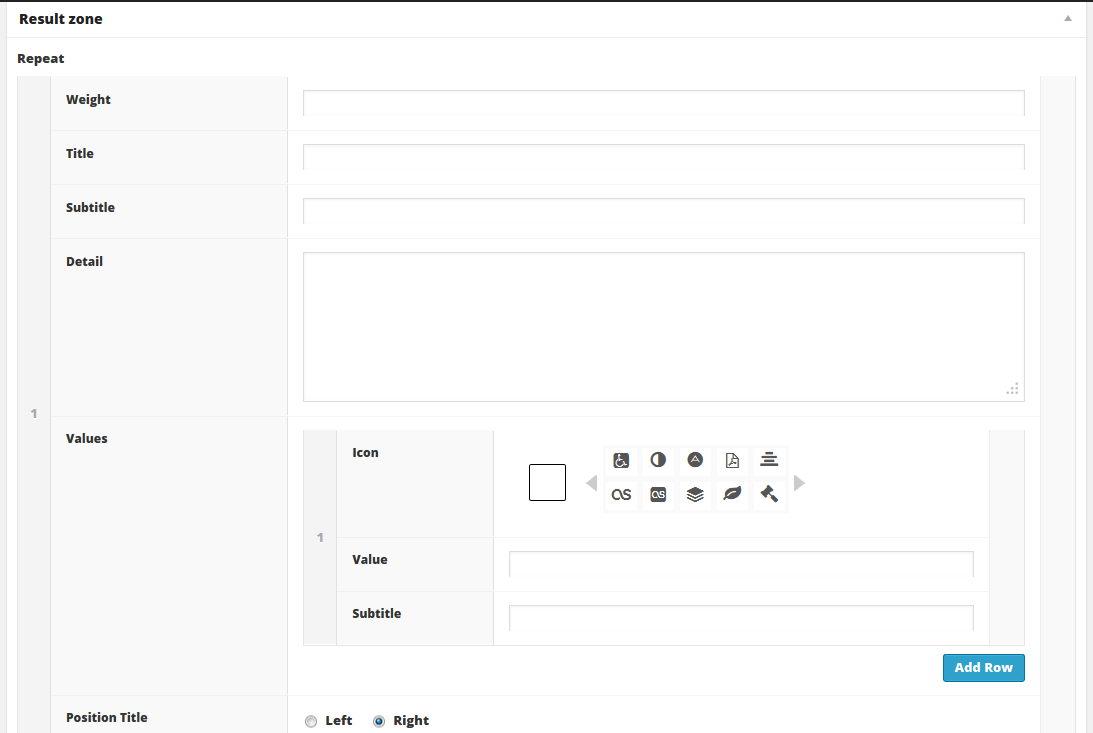 Result zone
Repeat
Weight
Title
Subtitle
Detail
1
Values
Icon
1
Value
Subtitle
Add Row
Position Title
Left Right